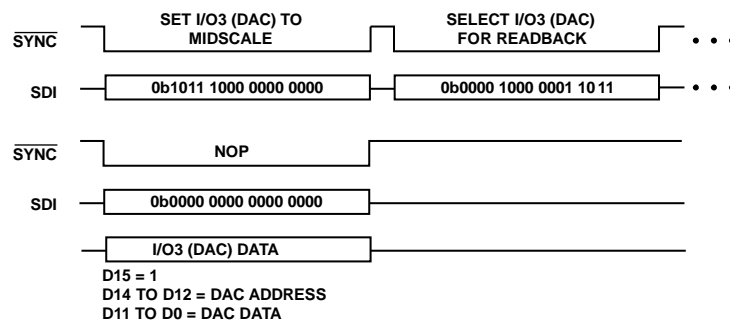 SET I/O3 (DAC) TO
MIDSCALE
SELECT I/O3 (DAC)
FOR READBACK
SYNC
SDI
0b1011 1000 0000 0000
0b0000 1000 0001 1011
SYNC
NOP
SDI
0b0000 0000 0000 0000
I/O3 (DAC) DATA
D15 = 1
D14 TO D12 = DAC ADDRESS
D11 TO D0 = DAC DATA